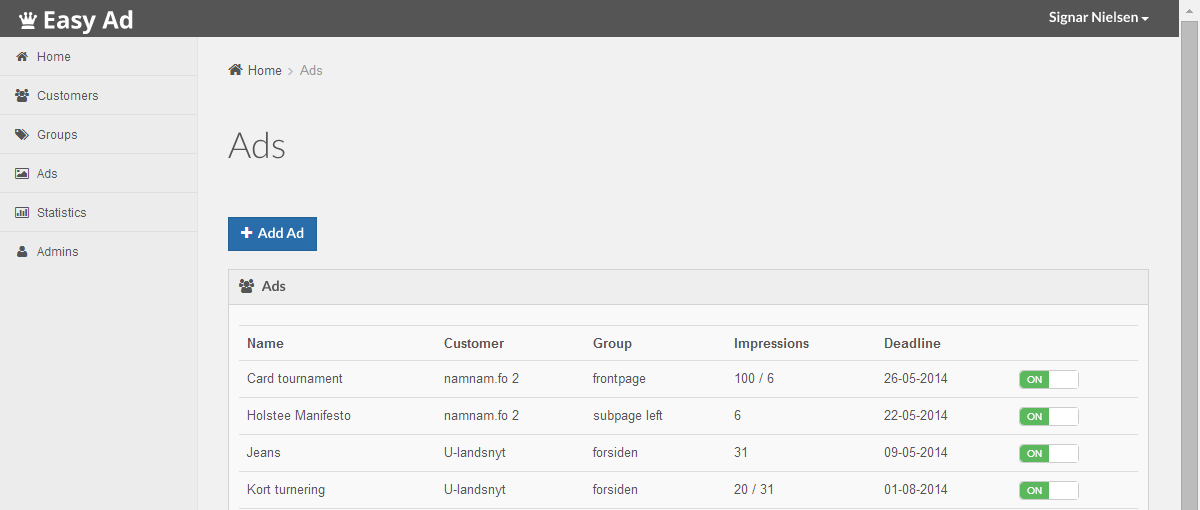 Easy Ad
Signar Nielsen
Home
Customers
Groups
Ads
Statistics
Admins
Home > Ads
Ads
+ Add Ad
Ads
Name Customer Group Impressions Deadline
Card tournament namnam.fo 2 frontpage 100 / 6 26-05-2014 ON
Holstee Manifesto namnam.fo 2 subpage left 6 22-05-2014 ON
Jeans U-landsnyt forsiden 31 09-05-2014 ON
Kort turnering U-landsnyt forsiden 20 / 31 01-08-2014 ON